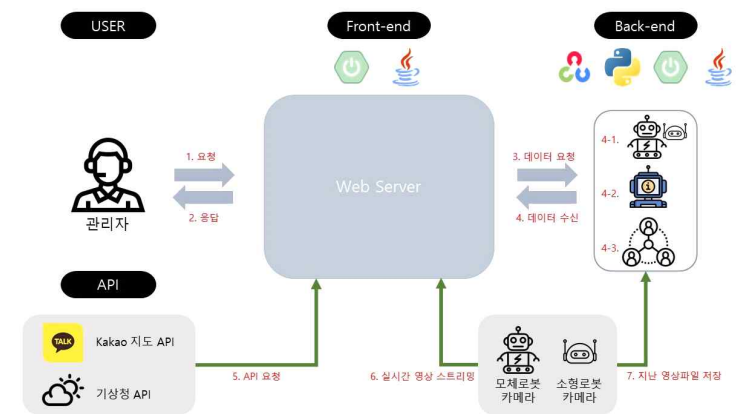 USER
Front-end
Back-end
1. 요청
2. 응답
관리자
Web Server
3. 데이터 요청
4. 데이터 수신
4-1.
4-2.
4-3.
API
TALK
Kakao 지도 API
기상청 API
5. API 요청
6. 실시간 영상 스트리밍
모체로봇
카메라
소형로봇
카메라
7. 지난 영상파일 저장